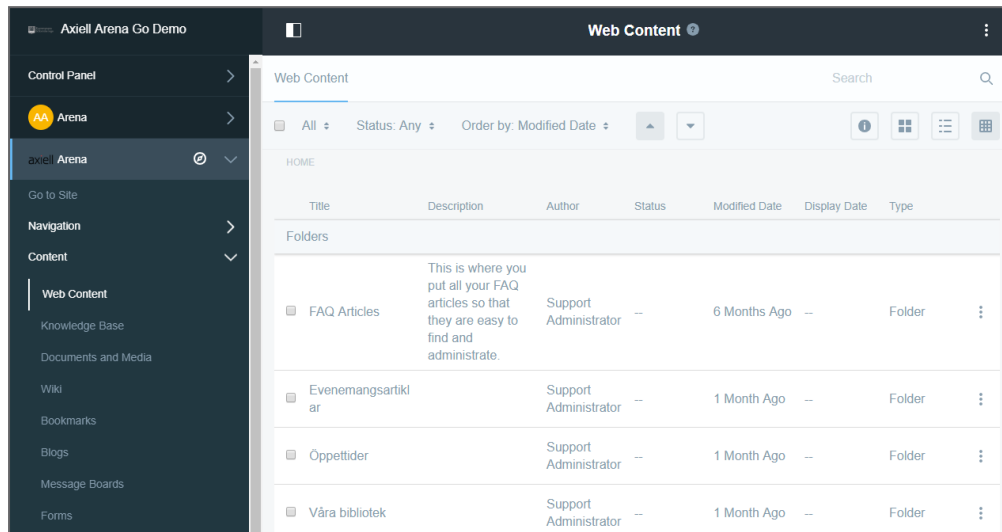 Axiell Arena Go Demo
Web Content
Control Panel
AA Arena
axiell Arena
Go to Site
Navigation
Content
Web Content
Knowledge Base
Documents and Media
Wiki
Bookmarks
Blogs
Message Boards
Forms
Web Content
Search
All
Status: Any
Order by: Modified Date
HOME
Title Description Author Status Modified Date Display Date Type
Folders
FAQ Articles
This is where you
put all your FAQ
articles so that
they are easy to
find and
administrate.
Support
Administrator
--
6 Months Ago
--
Folder
Evenemangsartikl
ar
Support
Administrator
--
1 Month Ago
--
Folder
Öppettider
Support
Administrator
--
1 Month Ago
--
Folder
Våra bibliotek
Support
Administrator
--
1 Month Ago
--
Folder